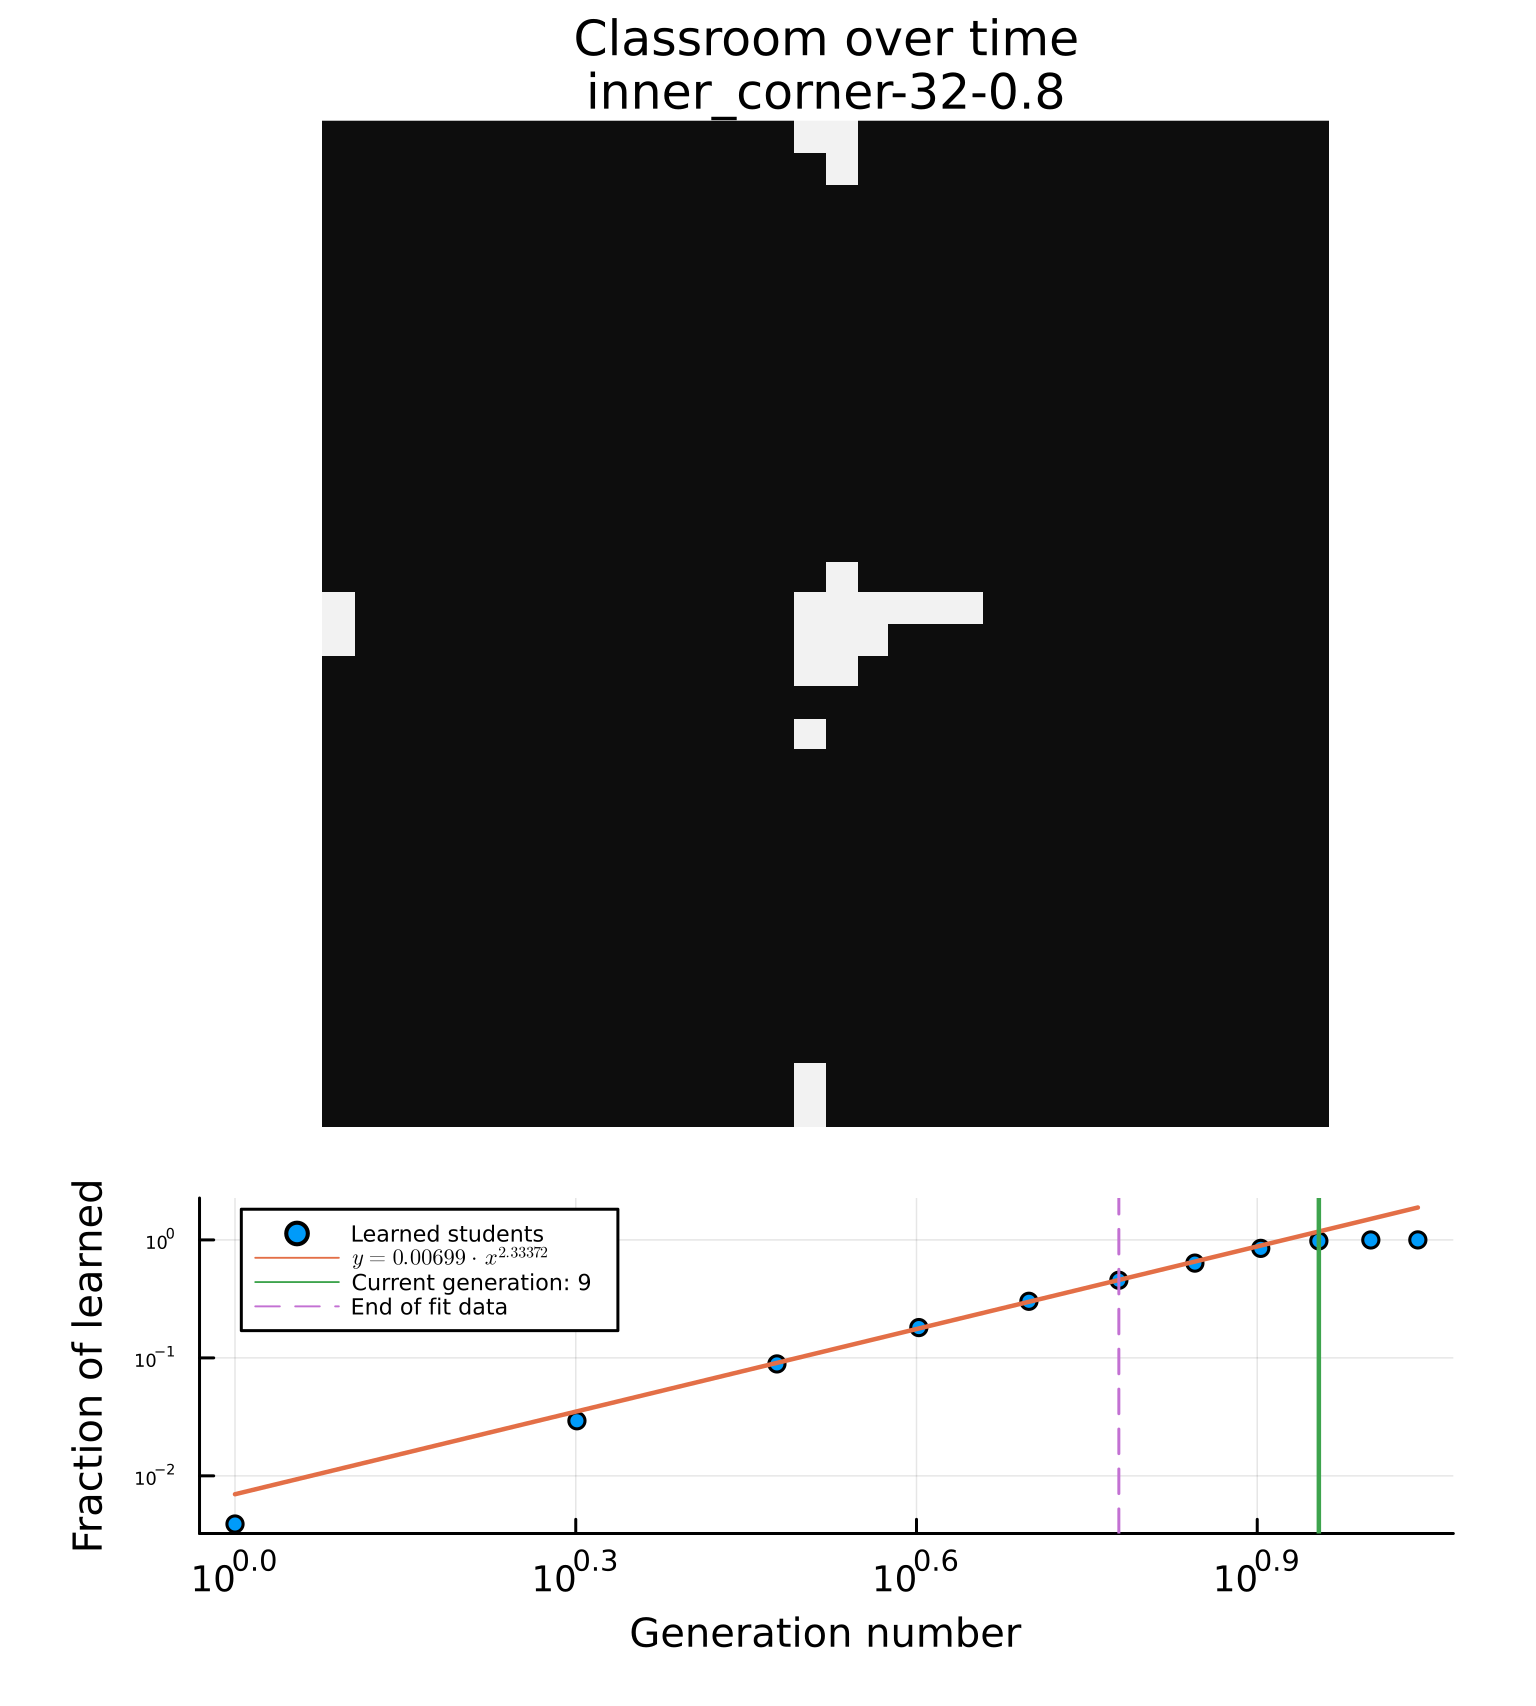 Classroom over time
inner_corner-32-0.8
Fraction of learned
10^0
10^-1
10^-2
Learned students
y = 0.00699 · x^2.33372
Current generation: 9
End of fit data
10^0.0 10^0.3 10^0.6 10^0.9
Generation number